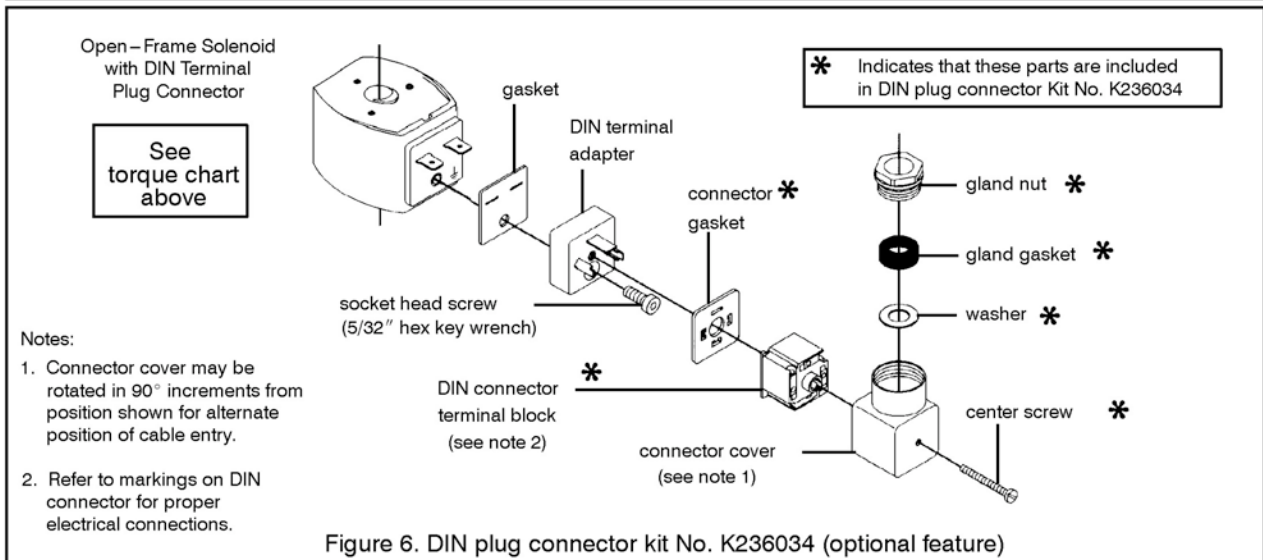 Open–Frame Solenoid
with DIN Terminal
Plug Connector
See
torque chart
above
gasket
DIN terminal
adapter
* Indicates that these parts are included
in DIN plug connector Kit No. K236034
connector *
gasket
gland nut *
gland gasket *
washer *
socket head screw
(5/32″ hex key wrench)
DIN connector *
terminal block
(see note 2)
connector cover
(see note 1)
center screw *
Notes:
1. Connector cover may be
rotated in 90° increments from
position shown for alternate
position of cable entry.
2. Refer to markings on DIN
connector for proper
electrical connections.
Figure 6. DIN plug connector kit No. K236034 (optional feature)